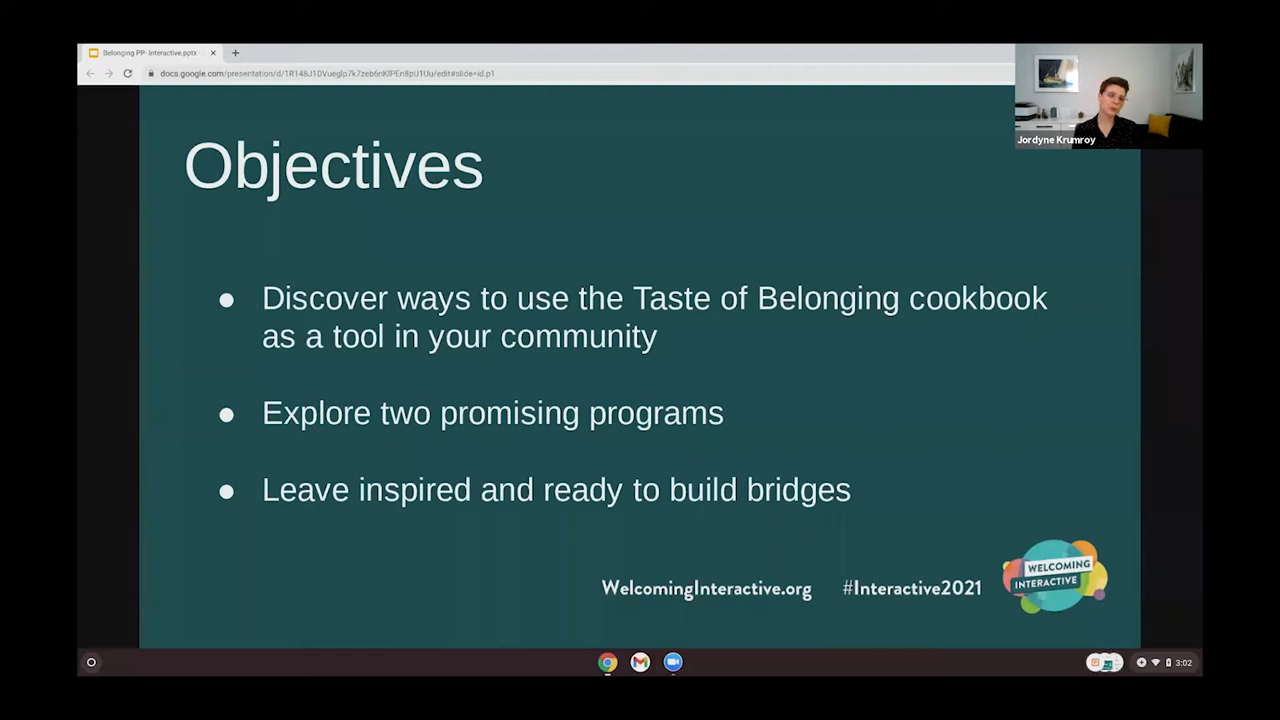 Belonging PP- Interactive.pptx
Jordyne Krumroy
Objectives
● Discover ways to use the Taste of Belonging cookbook
as a tool in your community
● Explore two promising programs
● Leave inspired and ready to build bridges
WelcomingInteractive.org #Interactive2021
WELCOMING
INTERACTIVE
3:02